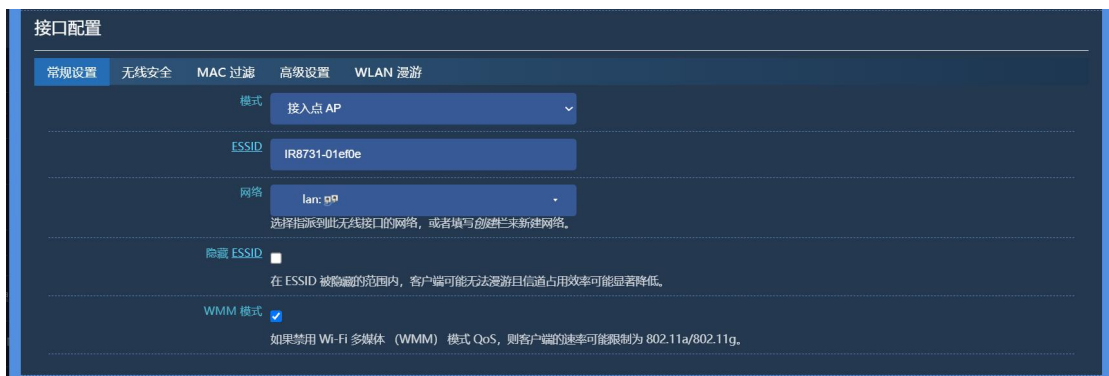 接口配置
常规设置 无线安全 MAC 过滤 高级设置 WLAN 漫游
模式 接入点 AP
ESSID IR8731-01ef0e
网络 lan:
选择指派到此无线接口的网络，或者填写创建栏来新建网络。
隐藏 ESSID
在 ESSID 被隐藏的范围内，客户端可能无法漫游且信道占用效率可能显著降低。
WMM 模式
如果禁用 Wi-Fi 多媒体 （WMM） 模式 QoS，则客户端的速率可能限制为 802.11a/802.11g。